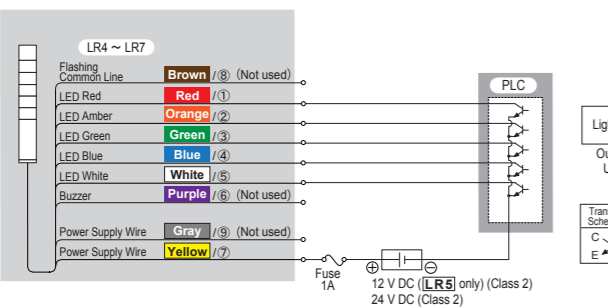 LR4 ～ LR7
Flashing
Common Line Brown /⑧ (Not used)
LED Red Red /①
LED Amber Orange /②
LED Green Green /③
LED Blue Blue /④
LED White White /⑤
Buzzer Purple /⑥ (Not used)
Power Supply Wire Gray /⑨ (Not used)
Power Supply Wire Yellow /⑦
PLC
Fuse
1A
⊕ ⊖
12 V DC (LR5 only) (Class 2)
24 V DC (Class 2)
C
E